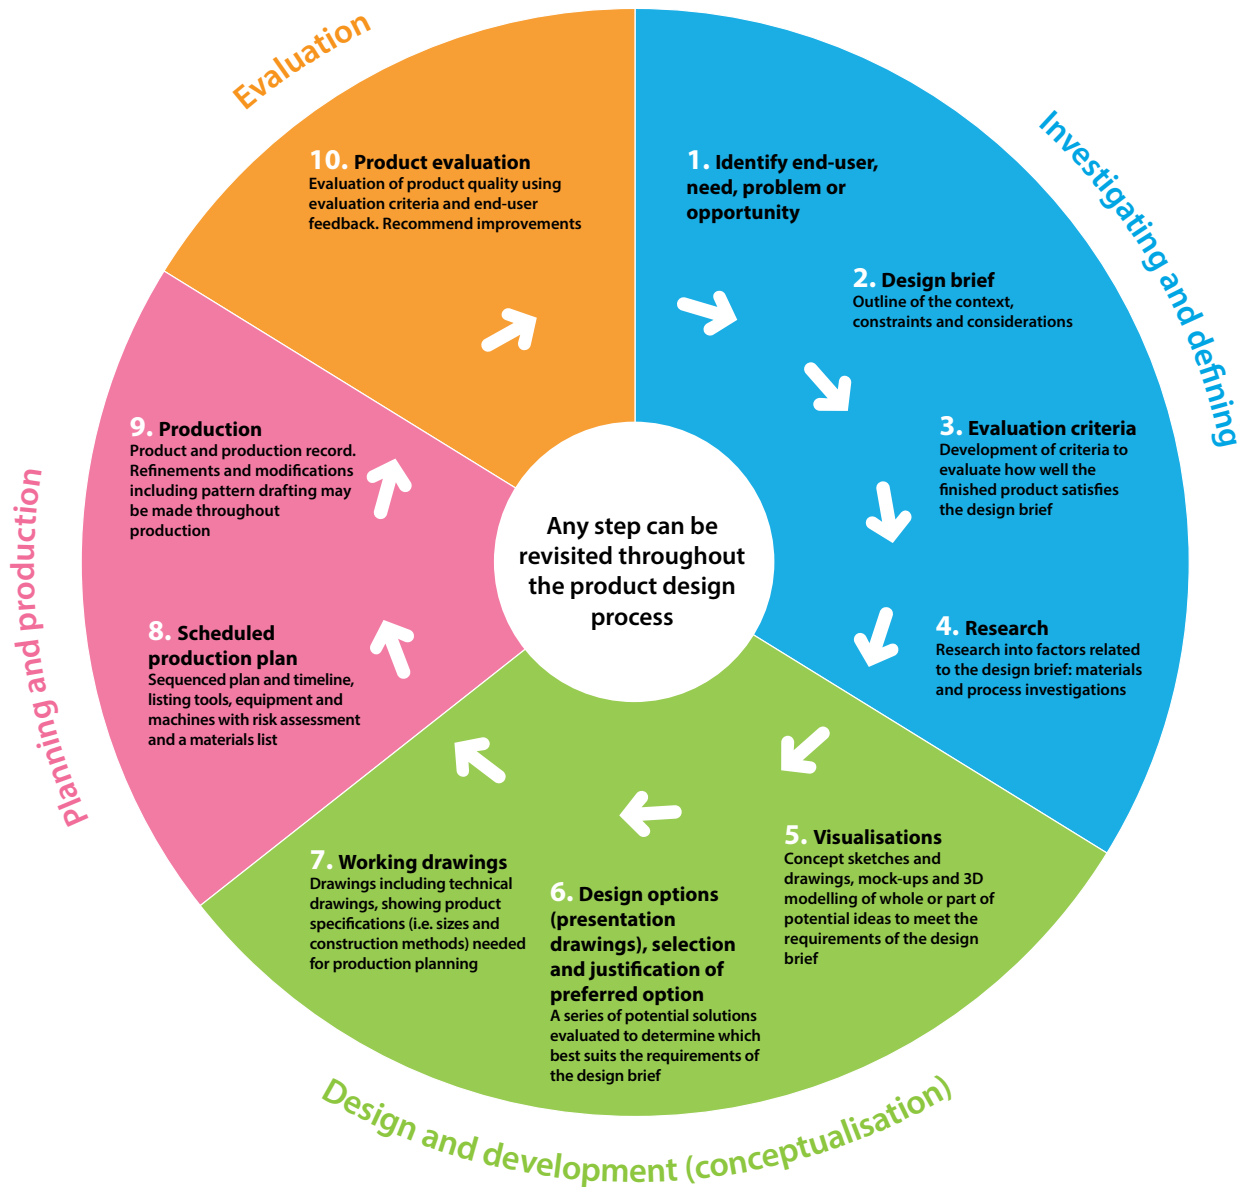 Evaluation
Investigating and defining
Design and development (conceptualisation)
Planning and production
1. Identify end-user,
need, problem or
opportunity
2. Design brief
Outline of the context,
constraints and considerations
3. Evaluation criteria
Development of criteria to
evaluate how well the
finished product satisfies
the design brief
4. Research
Research into factors related
to the design brief: materials
and process investigations
5. Visualisations
Concept sketches and
drawings, mock-ups and 3D
modelling of whole or part of
potential ideas to meet the
requirements of the design
brief
6. Design options
(presentation
drawings), selection
and justification of
preferred option
A series of potential solutions
evaluated to determine which
best suits the requirements of
the design brief
7. Working drawings
Drawings including technical
drawings, showing product
specifications (i.e. sizes and
construction methods) needed
for production planning
8. Scheduled
production plan
Sequenced plan and timeline,
listing tools, equipment and
machines with risk assessment
and a materials list
9. Production
Product and production record.
Refinements and modifications
including pattern drafting may
be made throughout
production
10. Product evaluation
Evaluation of product quality using
evaluation criteria and end-user
feedback. Recommend improvements
Any step can be
revisited throughout
the product design
process